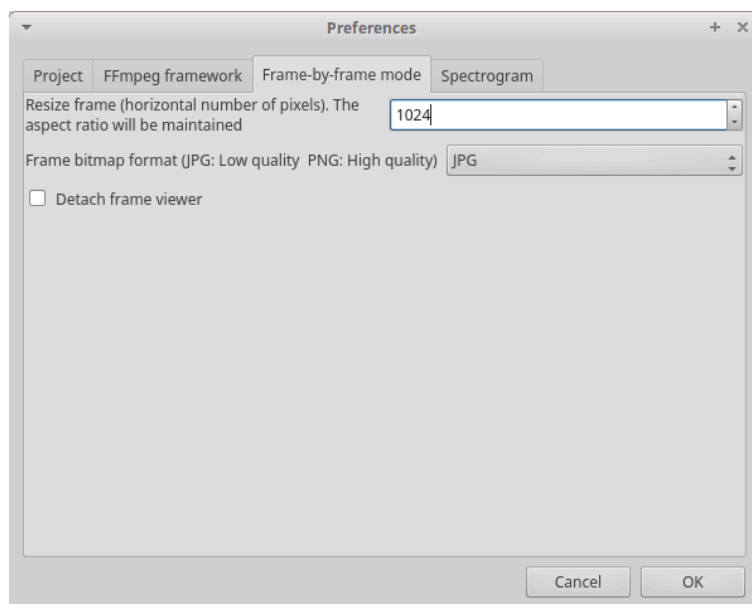 Preferences
Project FFmpeg framework Frame-by-frame mode Spectrogram
Resize frame (horizontal number of pixels). The
aspect ratio will be maintained
1024
Frame bitmap format (JPG: Low quality PNG: High quality) JPG
Detach frame viewer
Cancel OK